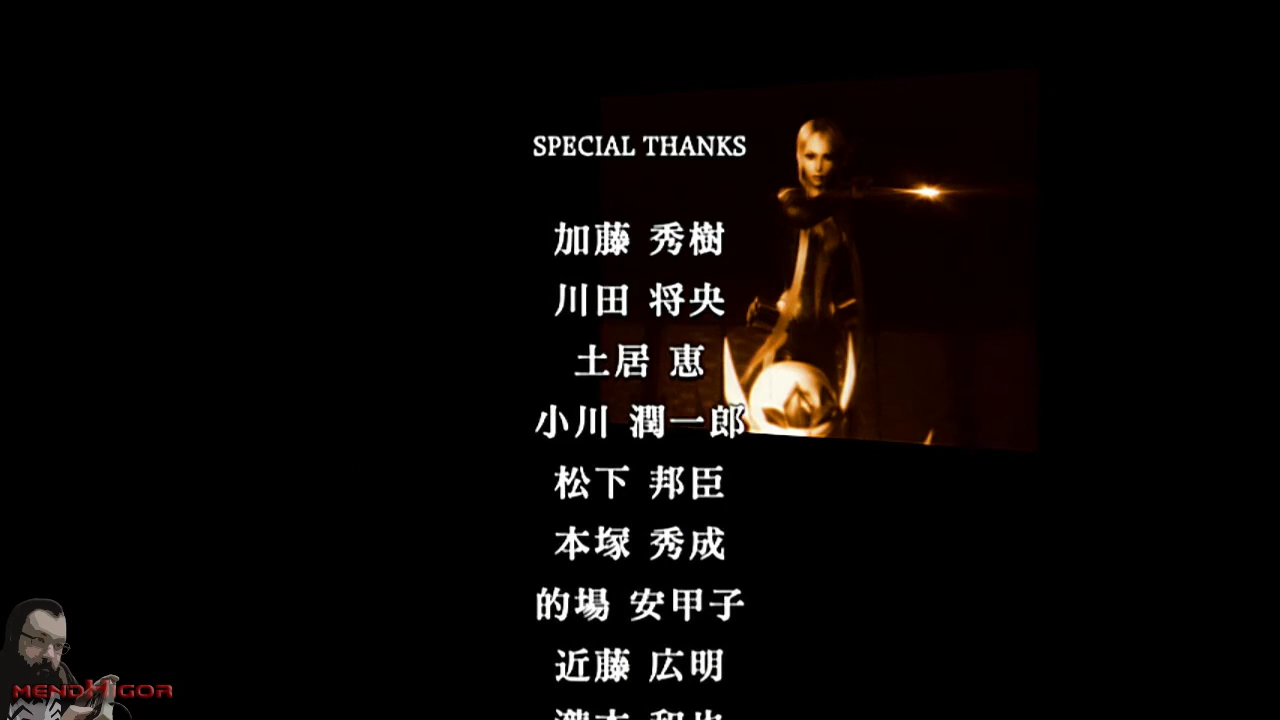 SPECIAL THANKS
加藤 秀樹
川田 将央
土居 恵
小川 潤一郎
松下 邦臣
本塚 秀成
的場 安甲子
近藤 広明
MENDHIGOR